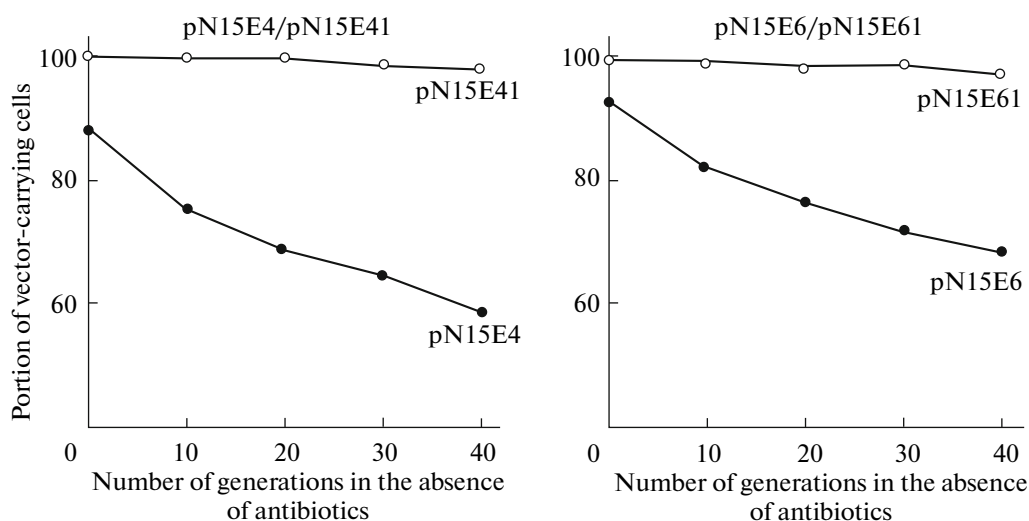 pN15E4/pN15E41
Portion of vector-carrying cells
100
80
60
0
10
20
30
40
pN15E41
pN15E4
Number of generations in the absence
of antibiotics
pN15E6/pN15E61
100
80
60
0
10
20
30
40
pN15E61
pN15E6
Number of generations in the absence
of antibiotics